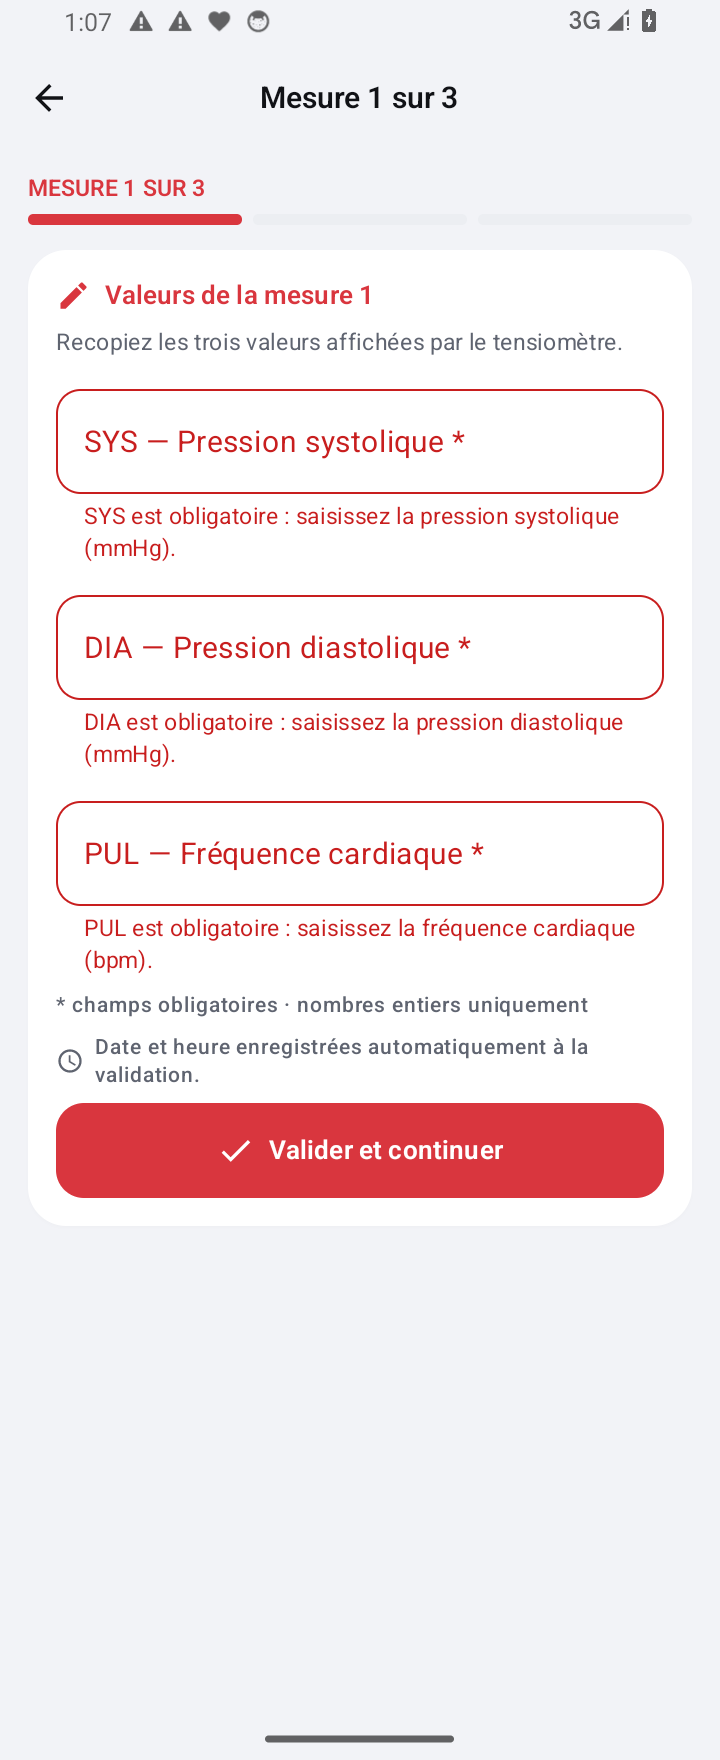 1:07
3G
Mesure 1 sur 3
MESURE 1 SUR 3
Valeurs de la mesure 1
Recopiez les trois valeurs affichées par le tensiomètre.
SYS — Pression systolique *
SYS est obligatoire : saisissez la pression systolique
(mmHg).
DIA — Pression diastolique *
DIA est obligatoire : saisissez la pression diastolique
(mmHg).
PUL — Fréquence cardiaque *
PUL est obligatoire : saisissez la fréquence cardiaque
(bpm).
* champs obligatoires · nombres entiers uniquement
Date et heure enregistrées automatiquement à la
validation.
Valider et continuer